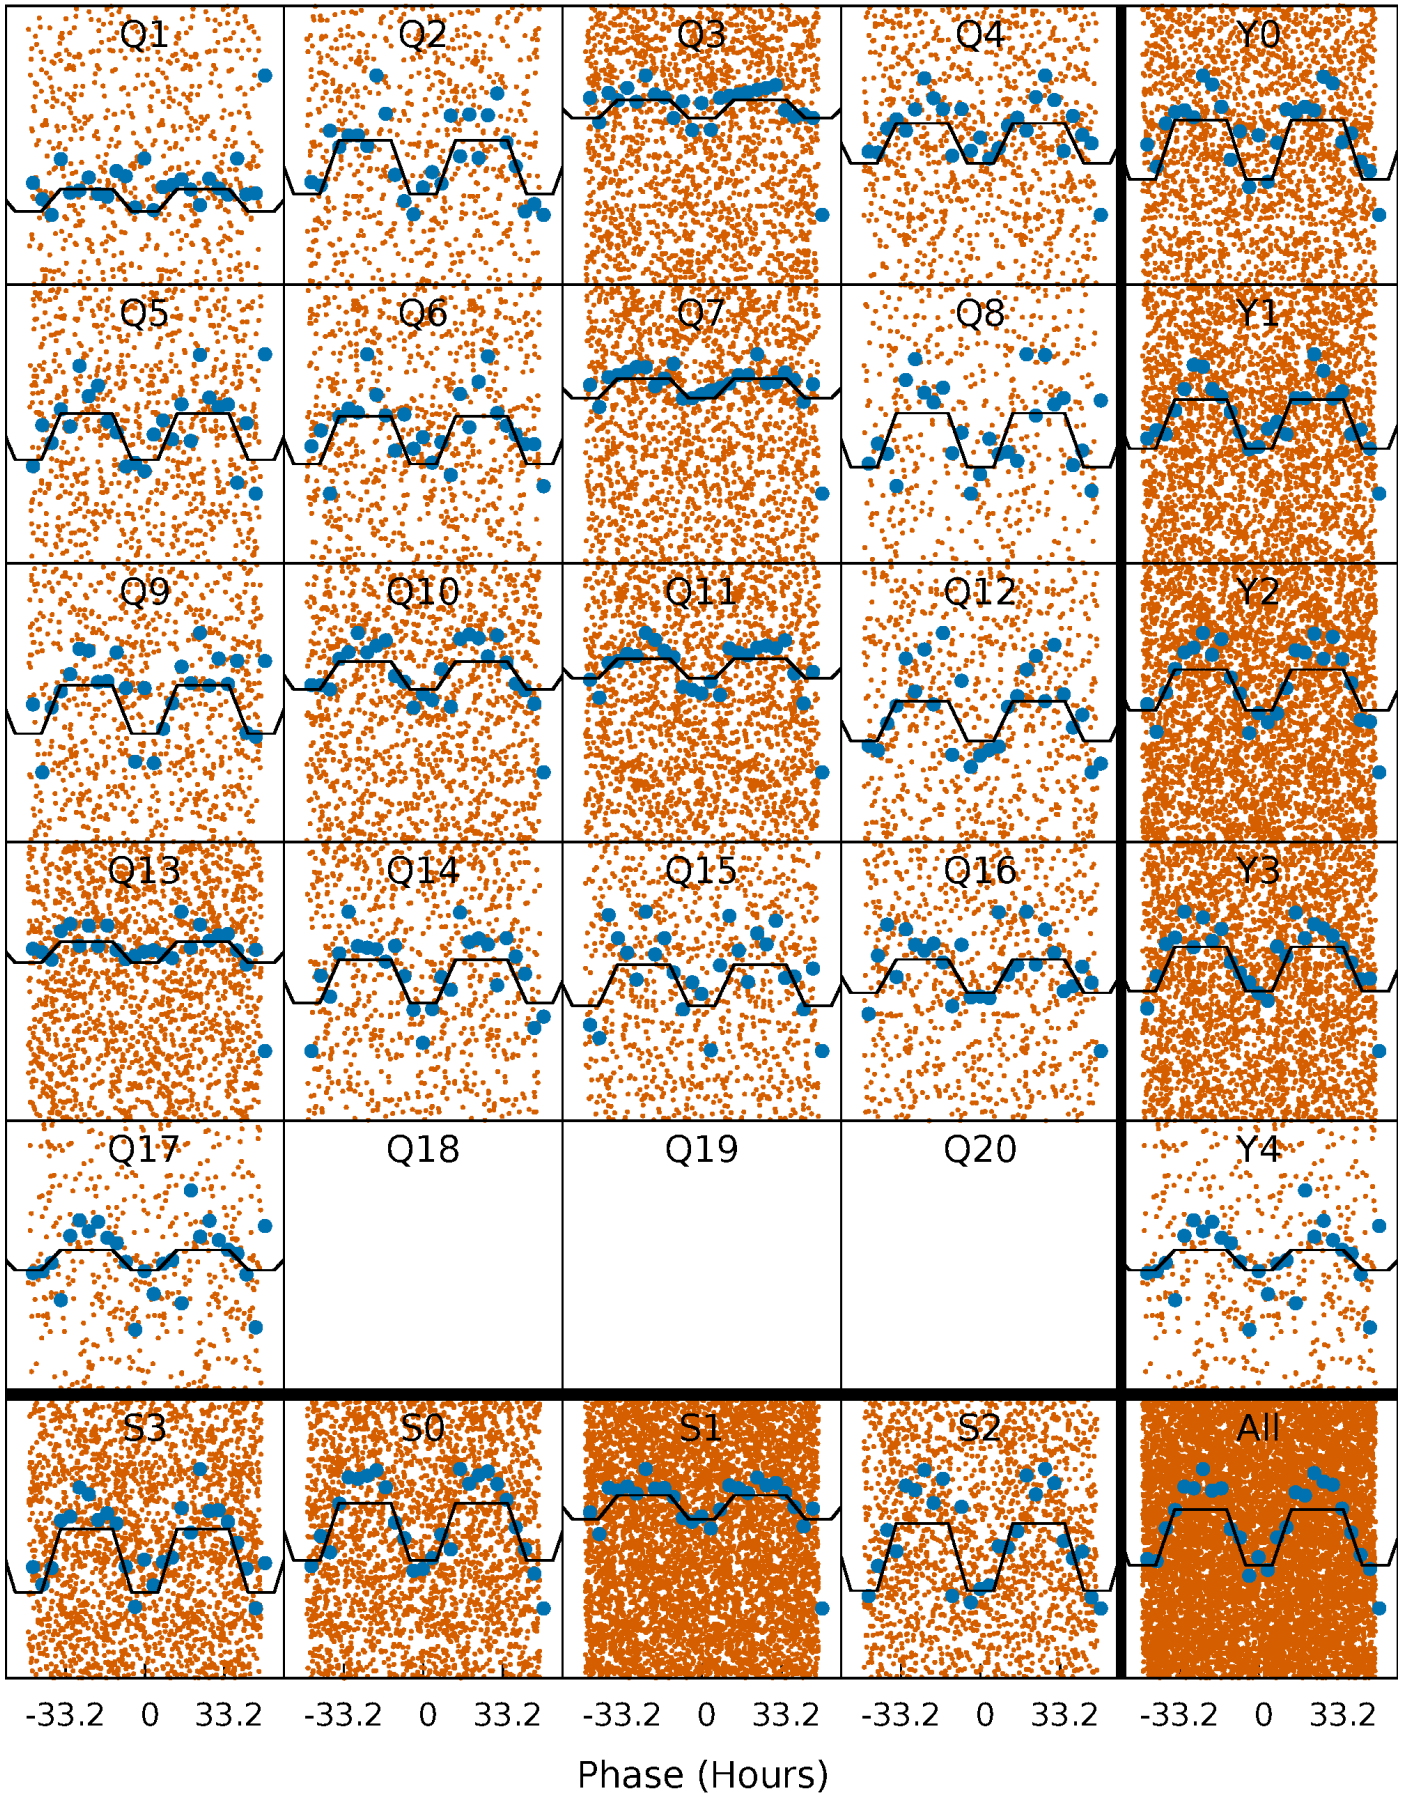 Q1 Q2 Q3 Q4 Y0
Q5 Q6 Q7 Q8 Y1
Q9 Q10 Q11 Q12 Y2
Q13 Q14 Q15 Q16 Y3
Q17 Q18 Q19 Q20 Y4
S3 S0 S1 S2 All
-33.2 0 33.2 -33.2 0 33.2 -33.2 0 33.2 -33.2 0 33.2 -33.2 0 33.2
Phase (Hours)